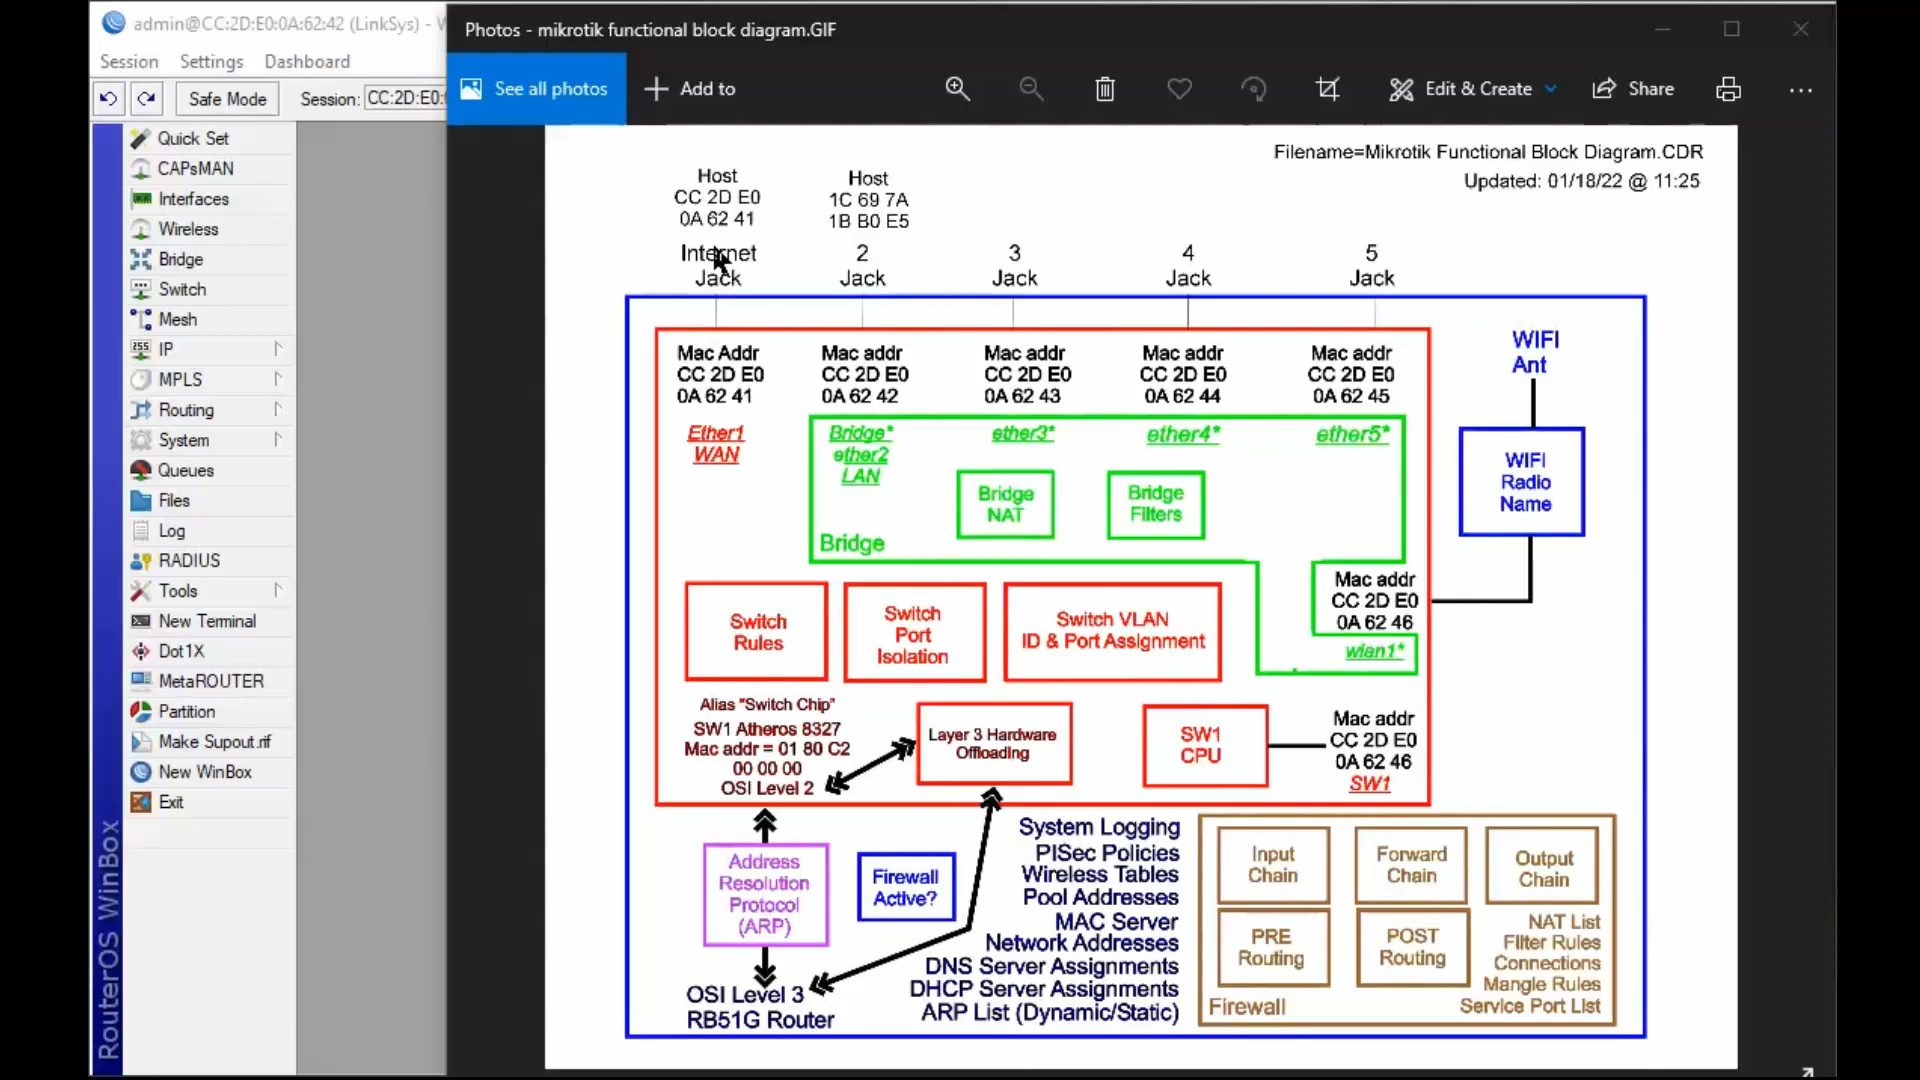 admin@CC:2D:E0:0A:62:42 (LinkSys) -
Session Settings Dashboard
Safe Mode Session: CC:2D:E0:
Quick Set
CAPsMAN
Interfaces
Wireless
Bridge
Switch
Mesh
IP
MPLS
Routing
System
Queues
Files
Log
RADIUS
Tools
New Terminal
Dot1X
MetaROUTER
Partition
Make Supout.rif
New WinBox
Exit
RouterOS WinBox
Photos - mikrotik functional block diagram.GIF
See all photos
Add to
Edit & Create
Share
Filename=Mikrotik Functional Block Diagram.CDR
Updated: 01/18/22 @ 11:25
Host
CC 2D E0
0A 62 41
Host
1C 69 7A
1B B0 E5
Internet
Jack
2
Jack
3
Jack
4
Jack
5
Jack
Mac Addr
CC 2D E0
0A 62 41
Mac addr
CC 2D E0
0A 62 42
Mac addr
CC 2D E0
0A 62 43
Mac addr
CC 2D E0
0A 62 44
Mac addr
CC 2D E0
0A 62 45
WIFI
Ant
Ether1
WAN
Bridge*
ether2
LAN
ether3*
ether4*
ether5*
Bridge
NAT
Bridge
Filters
Bridge
WIFI
Radio
Name
Mac addr
CC 2D E0
0A 62 46
wlan1*
Switch
Rules
Switch
Port
Isolation
Switch VLAN
ID & Port Assignment
Alias "Switch Chip"
SW1 Atheros 8327
Mac addr = 01 80 C2
00 00 00
OSI Level 2
Layer 3 Hardware
Offloading
SW1
CPU
Mac addr
CC 2D E0
0A 62 46
SW1
Address
Resolution
Protocol
(ARP)
Firewall
Active?
OSI Level 3
RB51G Router
System Logging
PISec Policies
Wireless Tables
Pool Addresses
MAC Server
Network Addresses
DNS Server Assignments
DHCP Server Assignments
ARP List (Dynamic/Static)
Input
Chain
Forward
Chain
Output
Chain
PRE
Routing
POST
Routing
NAT List
Filter Rules
Connections
Mangle Rules
Service Port List
Firewall